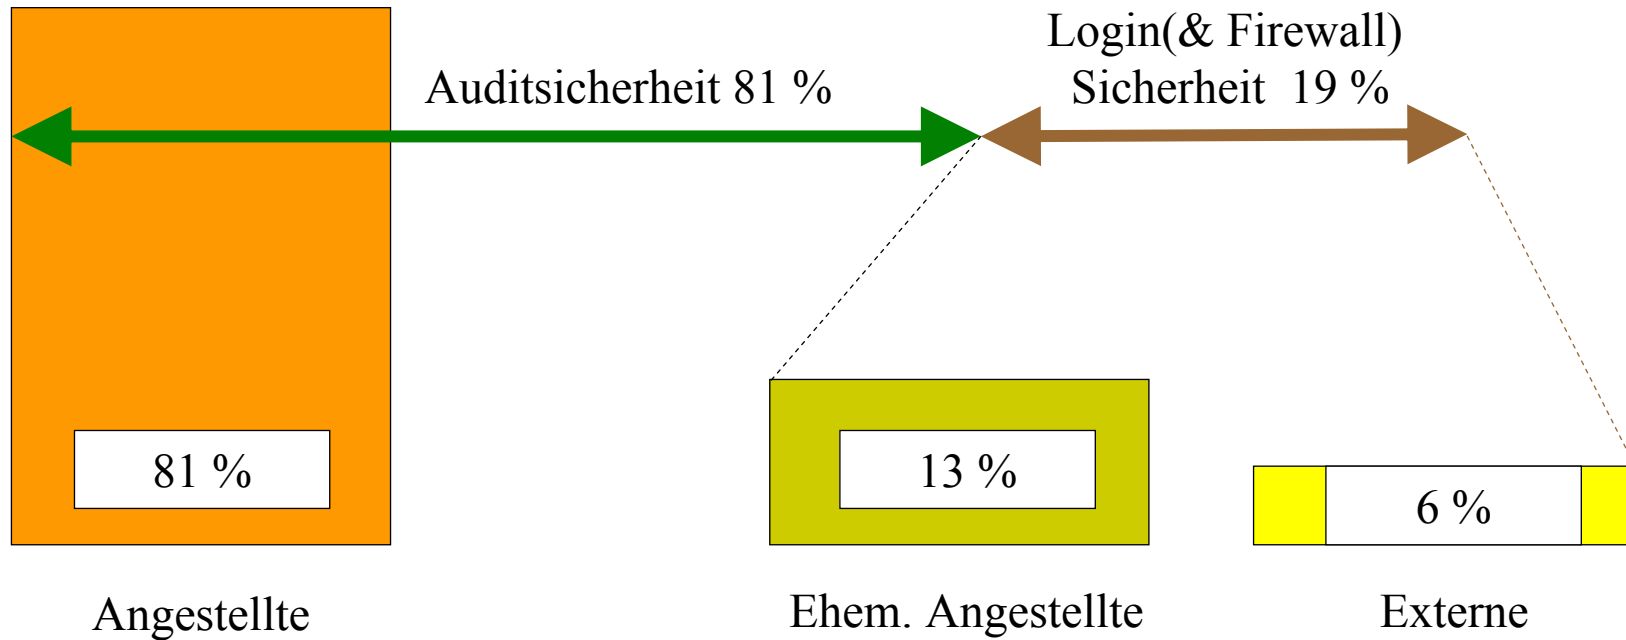 Login(& Firewall)
Auditsicherheit 81 %
Sicherheit 19 %
81 %
13 %
6 %
Angestellte
Ehem. Angestellte
Externe